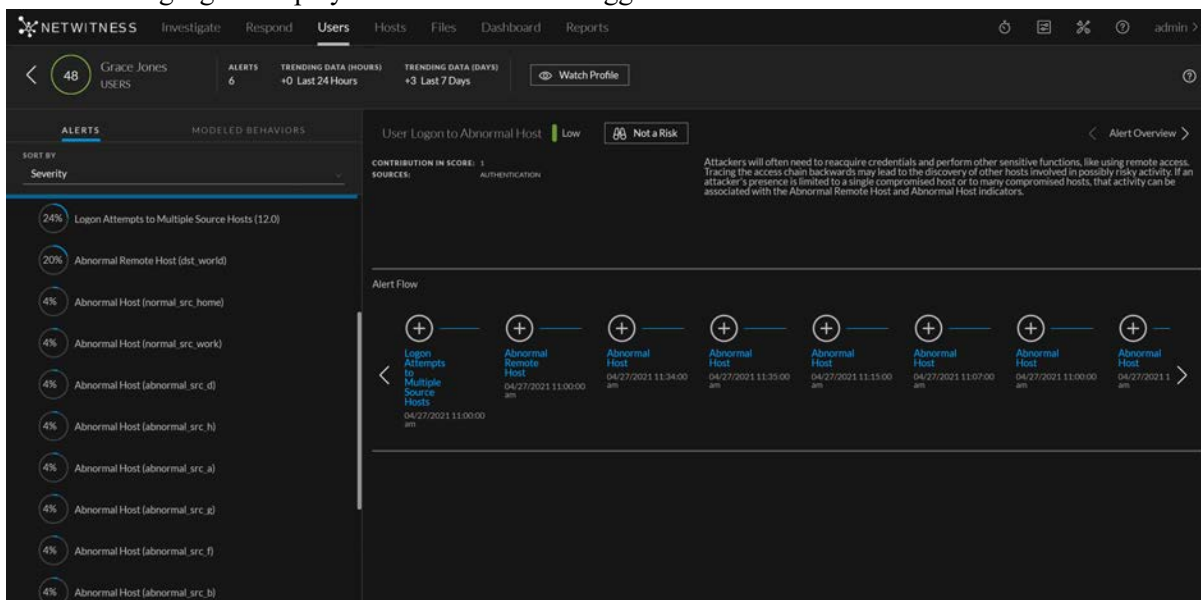 NETWITNESS Investigate Respond Users Hosts Files Dashboard Reports admin >
48 Grace Jones USERS
ALERTS 6
TRENDING DATA (HOURS) +0 Last 24 Hours
TRENDING DATA (DAYS) +3 Last 7 Days
Watch Profile
ALERTS MODELED BEHAVIORS
SORT BY
Severity
24% Logon Attempts to Multiple Source Hosts (12.0)
20% Abnormal Remote Host (dst_world)
4% Abnormal Host (normal_src_home)
4% Abnormal Host (normal_src_work)
4% Abnormal Host (abnormal_src_d)
4% Abnormal Host (abnormal_src_h)
4% Abnormal Host (abnormal_src_a)
4% Abnormal Host (abnormal_src_g)
4% Abnormal Host (abnormal_src_f)
4% Abnormal Host (abnormal_src_b)
User Logon to Abnormal Host Low Not a Risk
Alert Overview
CONTRIBUTION IN SCORE: 1
SOURCES: AUTHENTICATION
Attackers will often need to reacquire credentials and perform other sensitive functions, like using remote access.
Tracing the access chain backwards may lead to the discovery of other hosts involved in possibly risky activity. If an
attacker's presence is limited to a single compromised host or to many compromised hosts, that activity can be
associated with the Abnormal Remote Host and Abnormal Host indicators.
Alert Flow
Logon
Attempts
to
Multiple
Source
Hosts
04/27/2021 11:00:00
am
Abnormal
Remote
Host
04/27/2021 11:00:00
am
Abnormal
Host
04/27/2021 11:34:00
am
Abnormal
Host
04/27/2021 11:35:00
am
Abnormal
Host
04/27/2021 11:15:00
am
Abnormal
Host
04/27/2021 11:07:00
am
Abnormal
Host
04/27/2021 11:00:00
am
Abnormal
Host
04/27/2021 1
am